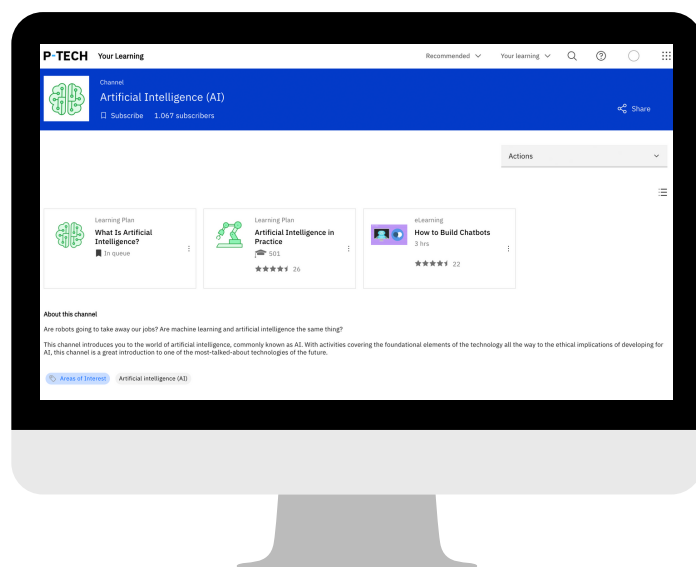 P-TECH Your Learning
Recommended
Your learning
Channel
Artificial Intelligence (AI)
Subscribe 1.067 subscribers
Share
Actions
Learning Plan
What Is Artificial
Intelligence?
In queue
Learning Plan
Artificial Intelligence in
Practice
501
26
eLearning
How to Build Chatbots
3 hrs
22
About this channel
Are robots going to take away our jobs? Are machine learning and artificial intelligence the same thing?
This channel introduces you to the world of artificial intelligence, commonly known as AI. With activities covering the foundational elements of the technology all the way to the ethical implications of developing for
AI, this channel is a great introduction to one of the most-talked-about technologies of the future.
Areas of Interest
Artificial intelligence (AI)